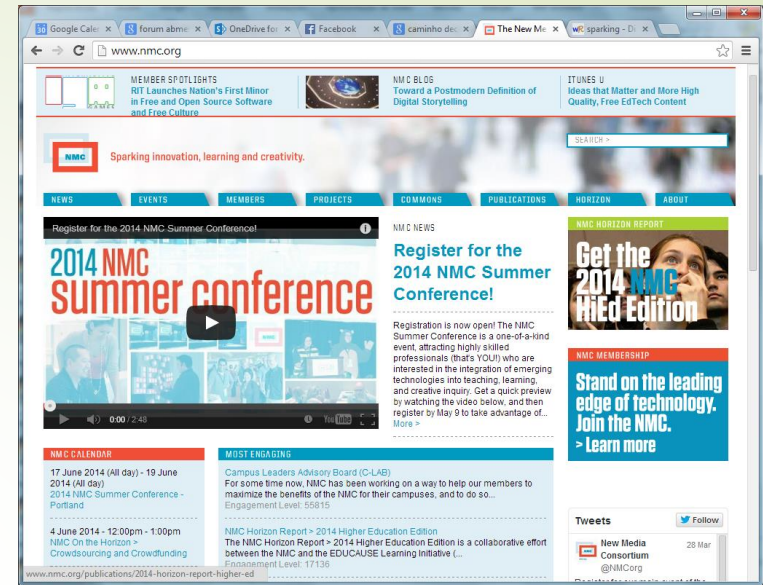 Google Caler
forum abme
OneDrive for
Facebook
caminho dec
The New Me
sparking - Di
www.nmc.org
MEMBER SPOTLIGHTS
RIT Launches Nation's First Minor
in Free and Open Source Software
and Free Culture
NMC BLOG
Toward a Postmodern Definition of
Digital Storytelling
ITUNES U
Ideas that Matter and More High
Quality, Free EdTech Content
NMC
Sparking innovation, learning and creativity.
SEARCH >
NEWS EVENTS MEMBERS PROJECTS COMMONS PUBLICATIONS HORIZON ABOUT
Register for the 2014 NMC Summer Conference!
2014 NMC
summer conference
0:00 / 2:48
YouTube
NMC NEWS
Register for the
2014 NMC Summer
Conference!
Registration is now open! The NMC
Summer Conference is a one-of-a-kind
event, attracting highly skilled
professionals (that's YOU!) who are
interested in the integration of emerging
technologies into teaching, learning,
and creative inquiry. Get a quick preview
by watching the video below, and then
register by May 9 to take advantage of...
More >
NMC HORIZON REPORT
Get the
2014 NMC
HiEd Edition
NMC MEMBERSHIP
Stand on the leading
edge of technology.
Join the NMC.
> Learn more
NMC CALENDAR
17 June 2014 (All day) - 19 June
2014 (All day)
2014 NMC Summer Conference -
Portland
4 June 2014 - 12:00pm - 1:00pm
NMC On the Horizon >
Crowdsourcing and Crowdfunding
MOST ENGAGING
Campus Leaders Advisory Board (C-LAB)
For some time now, NMC has been working on a way to help our members to
maximize the benefits of the NMC for their campuses, and to do so...
Engagement Level: 55815
NMC Horizon Report > 2014 Higher Education Edition
The NMC Horizon Report > 2014 Higher Education Edition is a collaborative effort
between the NMC and the EDUCAUSE Learning Initiative (...
Engagement Level: 17136
Tweets
Follow
New Media
Consortium
@NMCorg
28 Mar
www.nmc.org/publications/2014-horizon-report-higher-ed